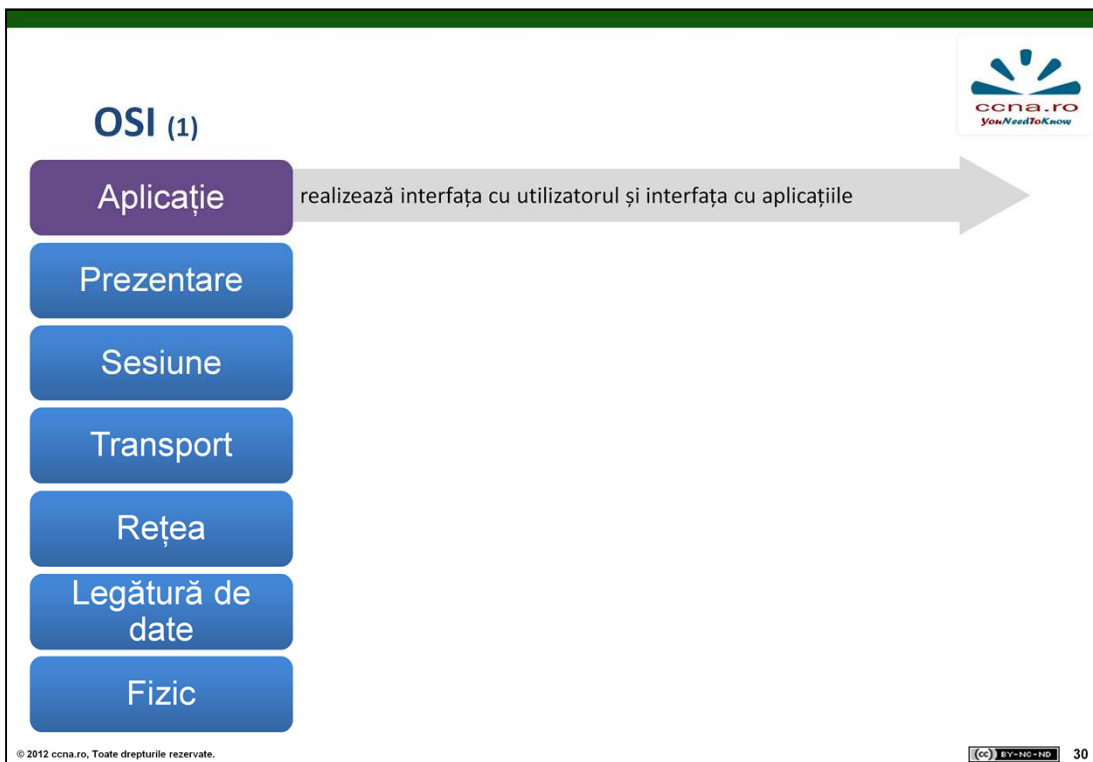 ccna.ro
YouNeedToKnow
OSI (1)
Aplicație
realizează interfața cu utilizatorul și interfața cu aplicațiile
Prezentare
Sesiune
Transport
Rețea
Legătură de
date
Fizic
© 2012 ccna.ro, Toate drepturile rezervate.
(cc) BY-NC-ND 30